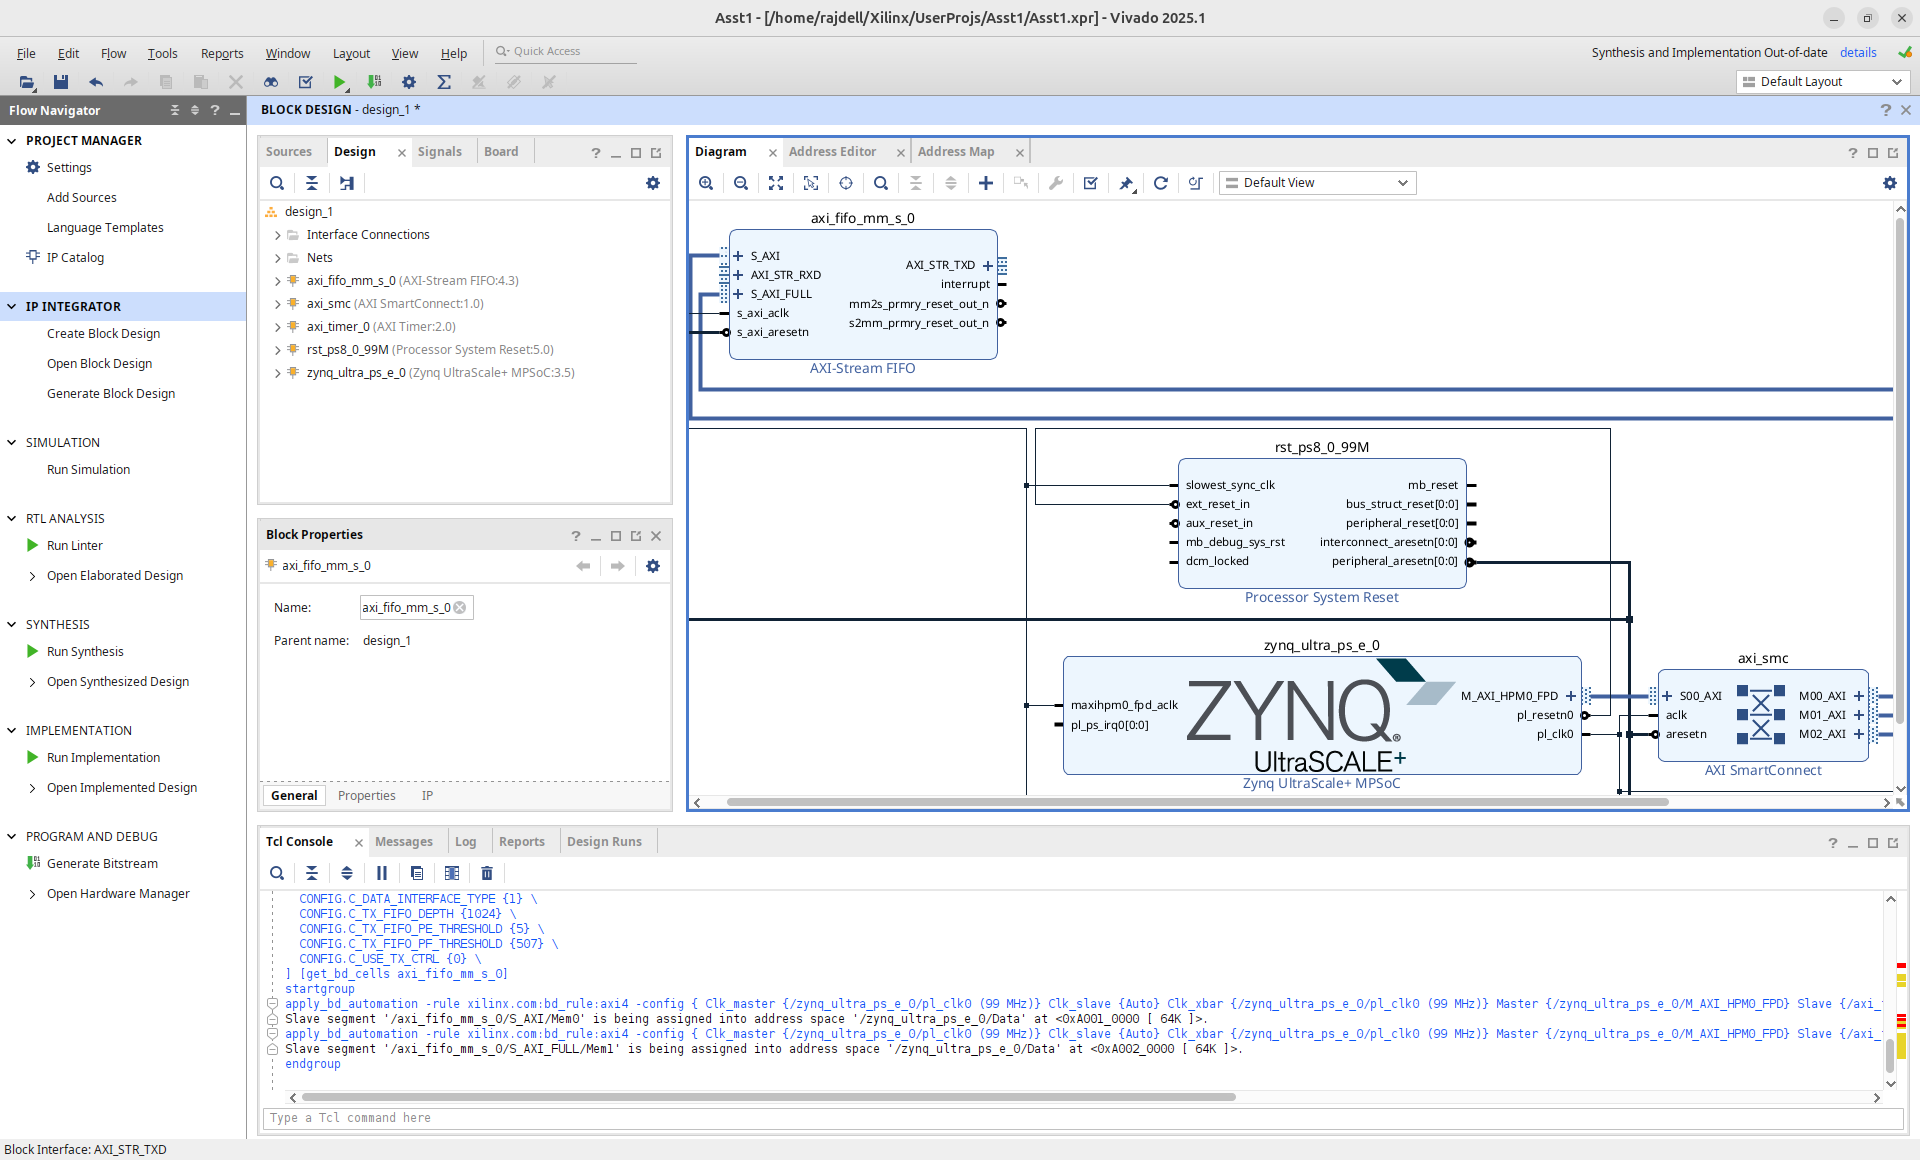 Asst1 - [/home/rajdell/Xilinx/UserProjs/Asst1/Asst1.xpr] - Vivado 2025.1
File Edit Flow Tools Reports Window Layout View Help Quick Access
Synthesis and Implementation Out-of-date details
Default Layout
Flow Navigator
PROJECT MANAGER
Settings
Add Sources
Language Templates
IP Catalog
IP INTEGRATOR
Create Block Design
Open Block Design
Generate Block Design
SIMULATION
Run Simulation
RTL ANALYSIS
Run Linter
Open Elaborated Design
SYNTHESIS
Run Synthesis
Open Synthesized Design
IMPLEMENTATION
Run Implementation
Open Implemented Design
PROGRAM AND DEBUG
Generate Bitstream
Open Hardware Manager
BLOCK DESIGN - design_1 *
Sources Design Signals Board
design_1
Interface Connections
Nets
axi_fifo_mm_s_0 (AXI-Stream FIFO:4.3)
axi_smc (AXI SmartConnect:1.0)
axi_timer_0 (AXI Timer:2.0)
rst_ps8_0_99M (Processor System Reset:5.0)
zynq_ultra_ps_e_0 (Zynq UltraScale+ MPSoC:3.5)
Block Properties
axi_fifo_mm_s_0
Name: axi_fifo_mm_s_0
Parent name: design_1
General Properties IP
Diagram Address Editor Address Map
Default View
axi_fifo_mm_s_0
S_AXI
AXI_STR_RXD
S_AXI_FULL
s_axi_aclk
s_axi_aresetn
AXI_STR_TXD
interrupt
mm2s_prmry_reset_out_n
s2mm_prmry_reset_out_n
AXI-Stream FIFO
rst_ps8_0_99M
slowest_sync_clk
ext_reset_in
aux_reset_in
mb_debug_sys_rst
dcm_locked
mb_reset
bus_struct_reset[0:0]
peripheral_reset[0:0]
interconnect_aresetn[0:0]
peripheral_aresetn[0:0]
Processor System Reset
zynq_ultra_ps_e_0
maxihpm0_fpd_aclk
pl_ps_irq0[0:0]
ZYNQ®
UltraSCALE+
M_AXI_HPM0_FPD
pl_resetn0
pl_clk0
Zynq UltraScale+ MPSoC
axi_smc
S00_AXI
aclk
aresetn
M00_AXI
M01_AXI
M02_AXI
AXI SmartConnect
Tcl Console Messages Log Reports Design Runs
CONFIG.C_DATA_INTERFACE_TYPE {1} \
CONFIG.C_TX_FIFO_DEPTH {1024} \
CONFIG.C_TX_FIFO_PE_THRESHOLD {5} \
CONFIG.C_TX_FIFO_PF_THRESHOLD {507} \
CONFIG.C_USE_TX_CTRL {0} \
] [get_bd_cells axi_fifo_mm_s_0]
startgroup
apply_bd_automation -rule xilinx.com:bd_rule:axi4 -config { Clk_master {/zynq_ultra_ps_e_0/pl_clk0 (99 MHz)} Clk_slave {Auto} Clk_xbar {/zynq_ultra_ps_e_0/pl_clk0 (99 MHz)} Master {/zynq_ultra_ps_e_0/M_AXI_HPM0_FPD} Slave {/axi_
Slave segment '/axi_fifo_mm_s_0/S_AXI/Mem0' is being assigned into address space '/zynq_ultra_ps_e_0/Data' at <0xA001_0000 [ 64K ]>.
apply_bd_automation -rule xilinx.com:bd_rule:axi4 -config { Clk_master {/zynq_ultra_ps_e_0/pl_clk0 (99 MHz)} Clk_slave {Auto} Clk_xbar {/zynq_ultra_ps_e_0/pl_clk0 (99 MHz)} Master {/zynq_ultra_ps_e_0/M_AXI_HPM0_FPD} Slave {/axi_
Slave segment '/axi_fifo_mm_s_0/S_AXI_FULL/Mem1' is being assigned into address space '/zynq_ultra_ps_e_0/Data' at <0xA002_0000 [ 64K ]>.
endgroup
Type a Tcl command here
Block Interface: AXI_STR_TXD